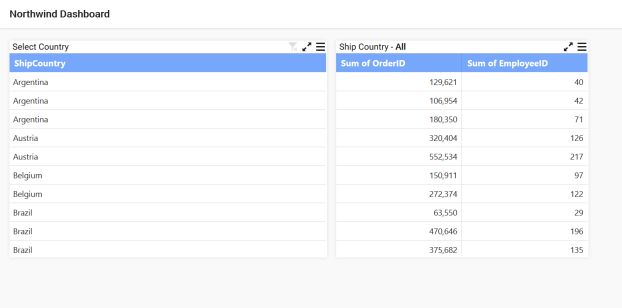 Northwind Dashboard
Select Country
ShipCountry
Argentina
Argentina
Argentina
Austria
Austria
Belgium
Belgium
Brazil
Brazil
Brazil
Ship Country - All
Sum of OrderID Sum of EmployeeID
129,621 40
106,954 42
180,350 71
320,404 126
552,534 217
150,911 97
272,374 122
63,550 29
470,646 196
375,682 135